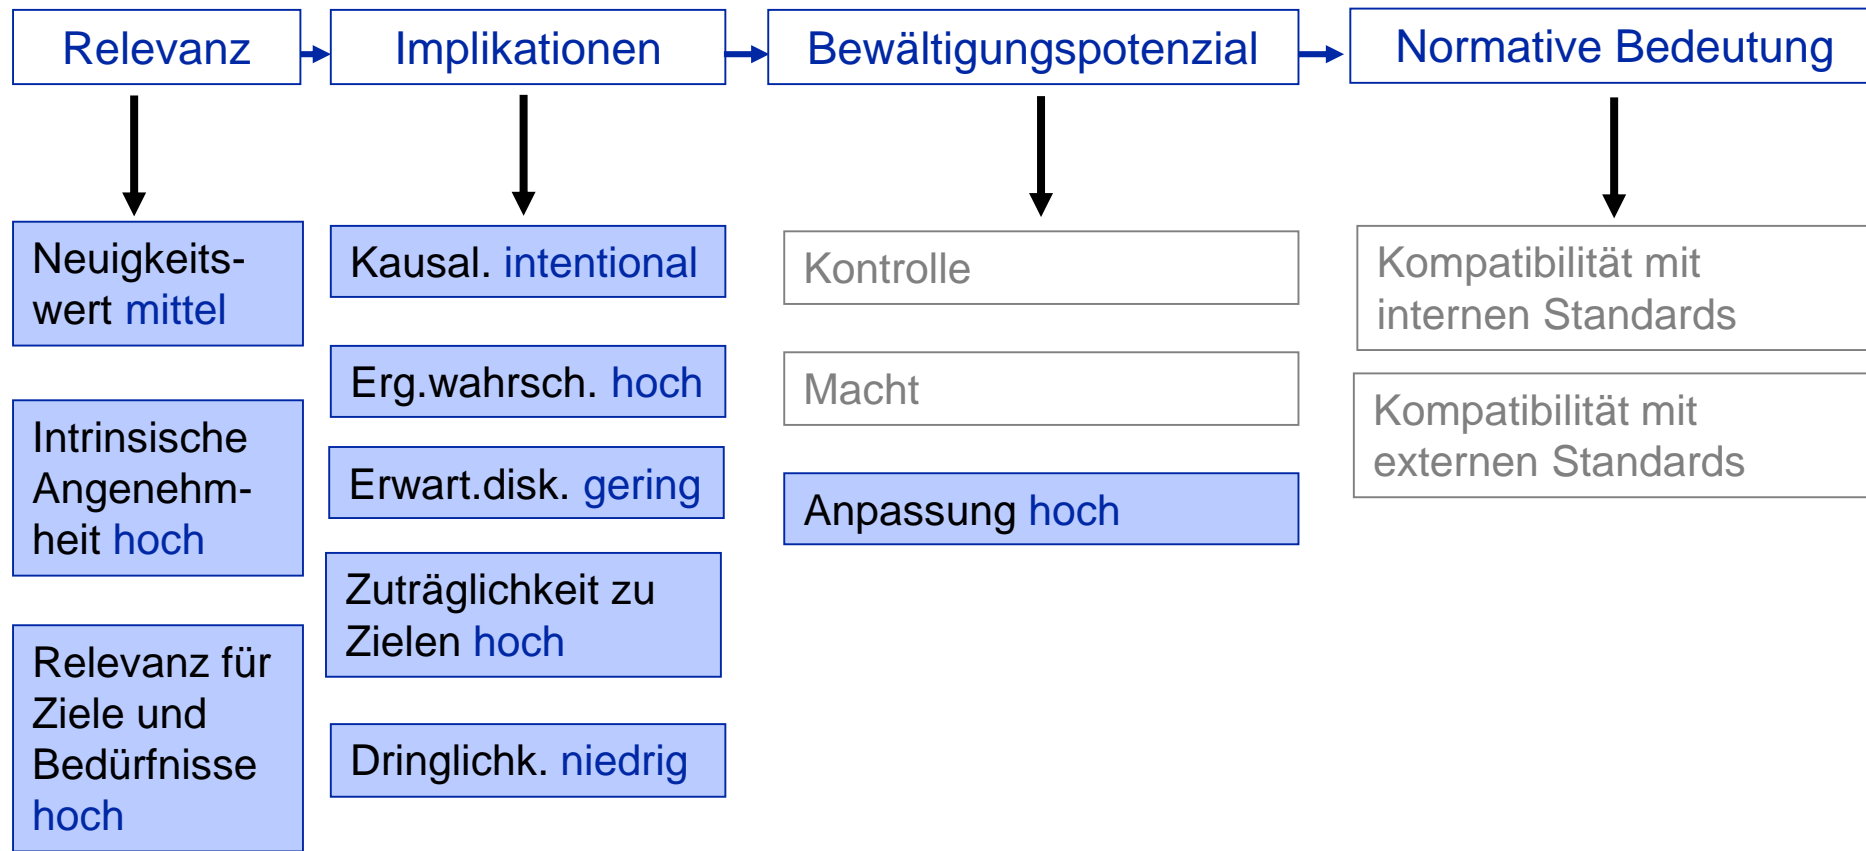 Relevanz
Implikationen
Bewältigungspotenzial
Normative Bedeutung
Neuigkeits-
wert mittel
Intrinsische
Angenehm-
heit hoch
Relevanz für
Ziele und
Bedürfnisse
hoch
Kausal. intentional
Erg.wahrsch. hoch
Erwart.disk. gering
Zuträglichkeit zu
Zielen hoch
Dringlichk. niedrig
Kontrolle
Macht
Anpassung hoch
Kompatibilität mit
internen Standards
Kompatibilität mit
externen Standards